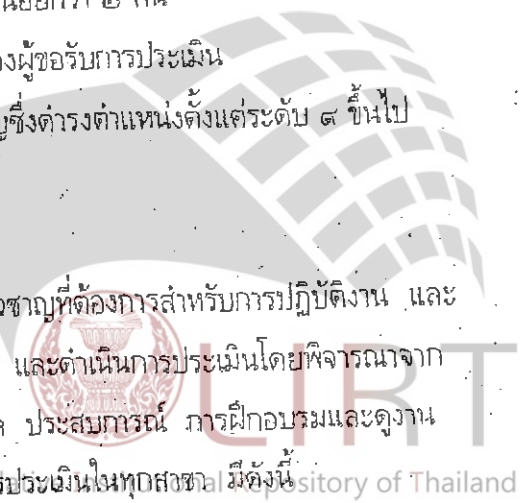 ๒ คน
ของผู้ขอรับการประเมิน
ซึ่งดำรงตำแหน่งตั้งแต่ระดับ ๘ ขึ้นไป
ชาญที่ต้องการสำหรับการปฏิบัติงาน และ
และดำเนินการประเมินโดยพิจารณาจาก
ประสบการณ์ การฝึกอบรมและดูงาน
การประเมินในทุกสาขา มีดังนี้
LIRT
Repository of Thailand